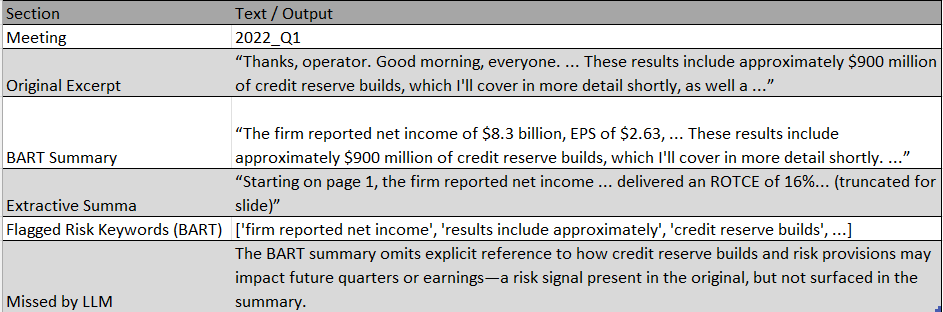 Section Text / Output
Meeting 2022_Q1
“Thanks, operator. Good morning, everyone. ... These results include approximately $900 million
Original Excerpt of credit reserve builds, which I'll cover in more detail shortly, as well a ...”
“The firm reported net income of $8.3 billion, EPS of $2.63, ... These results include
BART Summary approximately $900 million of credit reserve builds, which I'll cover in more detail shortly. ...”
“Starting on page 1, the firm reported net income ... delivered an ROTCE of 16%... (truncated for
Extractive Summa slide)”
Flagged Risk Keywords (BART) ['firm reported net income', 'results include approximately', 'credit reserve builds', ...]
The BART summary omits explicit reference to how credit reserve builds and risk provisions may
impact future quarters or earnings—a risk signal present in the original, but not surfaced in the
Missed by LLM summary.